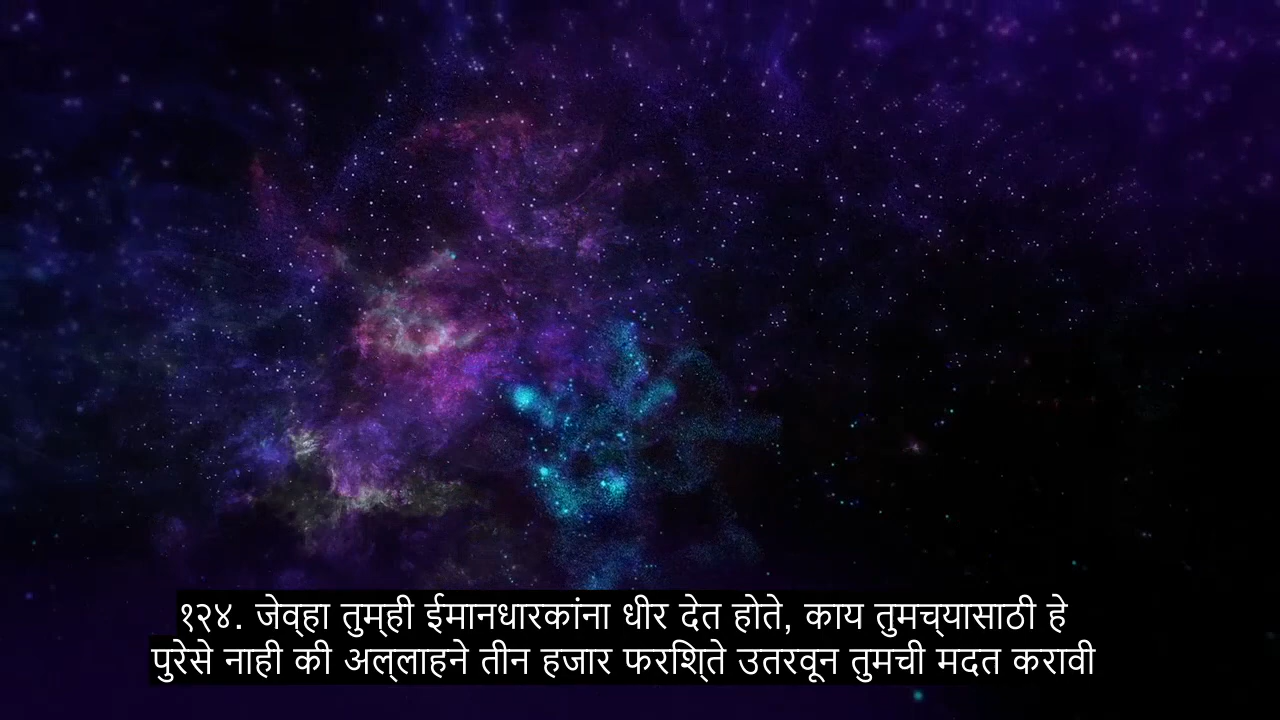 १२४. जेव्हा तुम्ही ईमानधारकांना धीर देत होते, काय तुमच्यासाठी हे
पुरेसे नाही की अल्लाहने तीन हजार फरिश्ते उतरवून तुमची मदत करावी